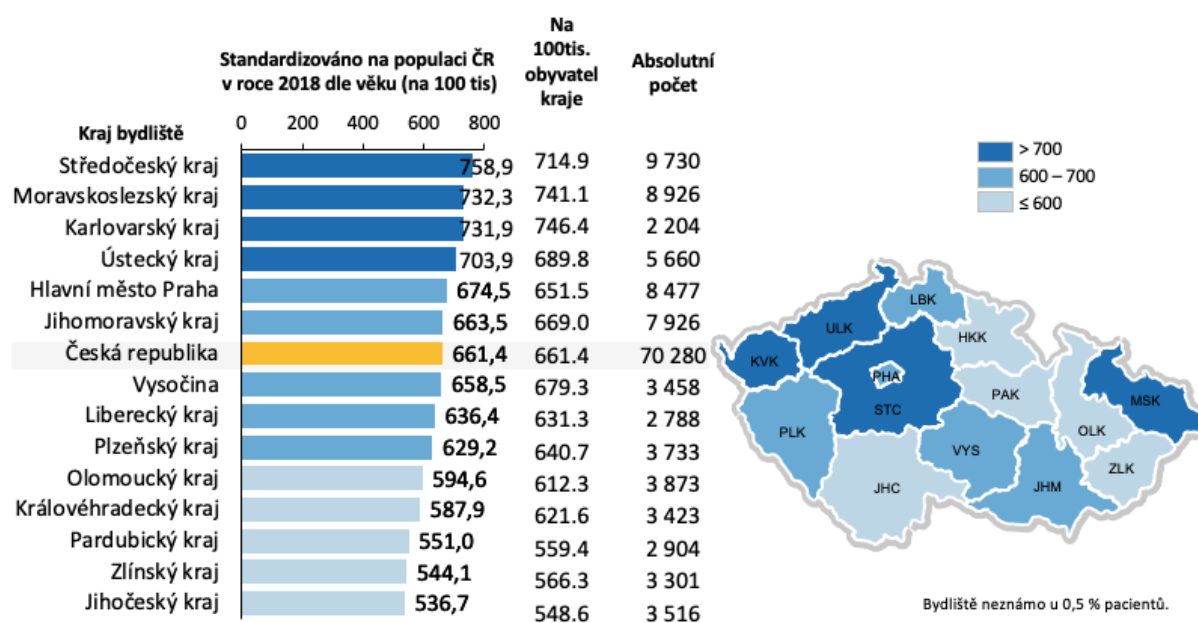 Standardizováno na populaci ČR
v roce 2018 dle věku (na 100 tis)
Na
100tis.
obyvatel
kraje
Absolutní
počet
Kraj bydliště
0 200 400 600 800
Středočeský kraj 758,9 714.9 9 730
Moravskoslezský kraj 732,3 741.1 8 926
Karlovarský kraj 731,9 746.4 2 204
Ústecký kraj 703,9 689.8 5 660
Hlavní město Praha 674,5 651.5 8 477
Jihomoravský kraj 663,5 669.0 7 926
Česká republika 661,4 661.4 70 280
Vysočina 658,5 679.3 3 458
Liberecký kraj 636,4 631.3 2 788
Plzeňský kraj 629,2 640.7 3 733
Olomoucký kraj 594,6 612.3 3 873
Královéhradecký kraj 587,9 621.6 3 423
Pardubický kraj 551,0 559.4 2 904
Zlínský kraj 544,1 566.3 3 301
Jihočeský kraj 536,7 548.6 3 516
> 700
600 – 700
≤ 600
LBK
ULK
HKK
KVK
PHA
PAK
MSK
STC
OLK
PLK
VYS
ZLK
JHC
JHM
Bydliště neznámo u 0,5 % pacientů.